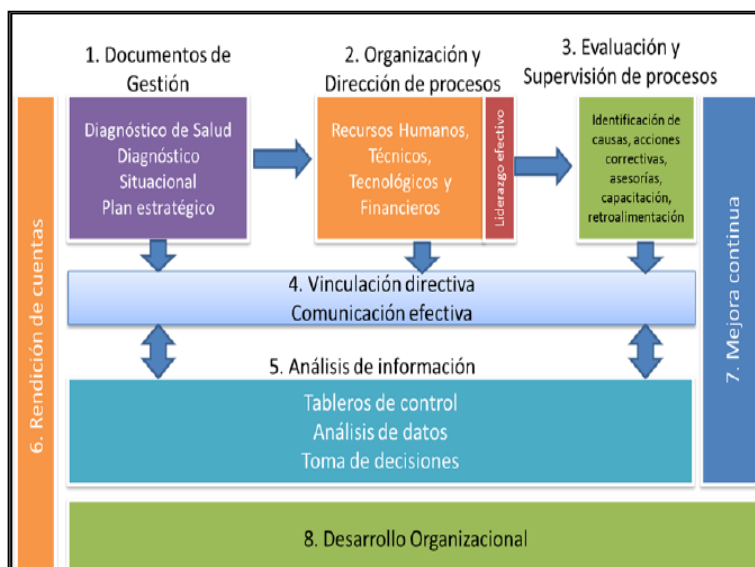 1. Documentos de
Gestión
2. Organización y
Dirección de procesos
3. Evaluación y
Supervisión de procesos
Diagnóstico de Salud
Diagnóstico
Situacional
Plan estratégico
Recursos Humanos,
Técnicos,
Tecnológicos y
Financieros
Liderazgo efectivo
Identificación de
causas, acciones
correctivas,
asesorías,
capacitación,
retroalimentación
4. Vinculación directiva
Comunicación efectiva
5. Análisis de información
Tableros de control
Análisis de datos
Toma de decisiones
6. Rendición de cuentas
7. Mejora continua
8. Desarrollo Organizacional